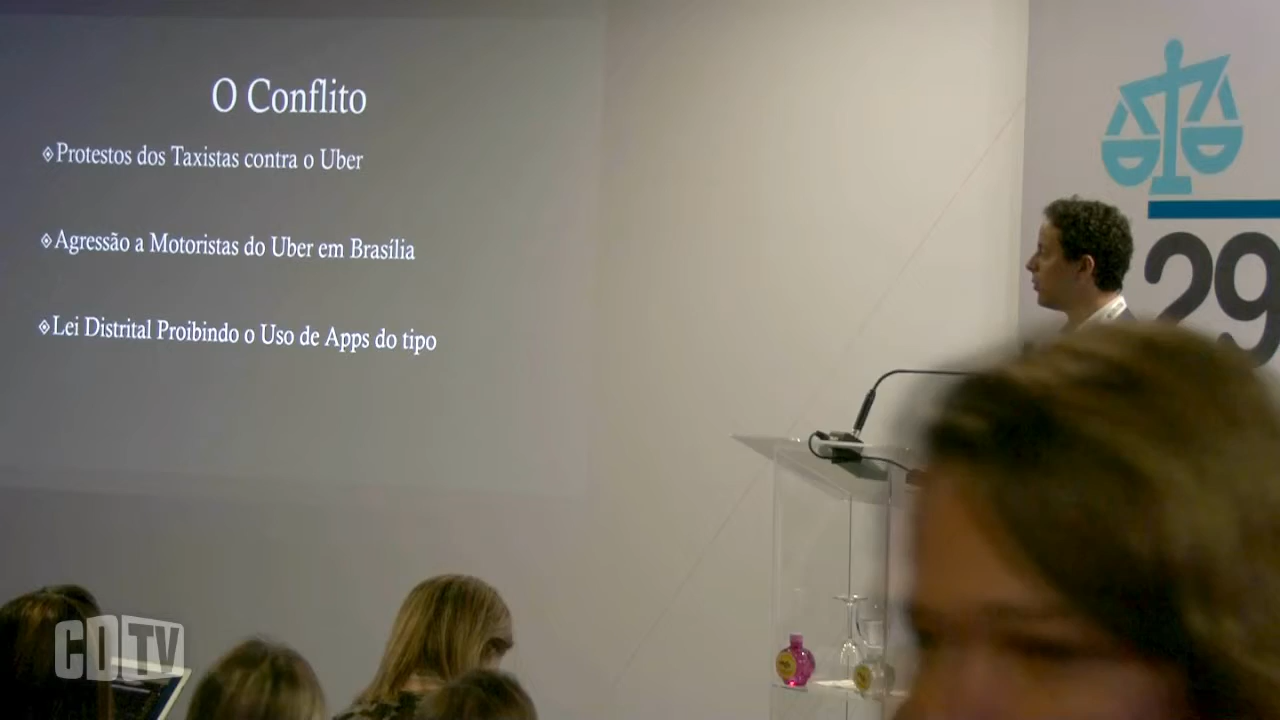 O Conflito
Protestos dos Taxistas contra o Uber
Agressão a Motoristas do Uber em Brasília
Lei Distrital Proibindo o Uso de Apps do tipo
29
CDTV